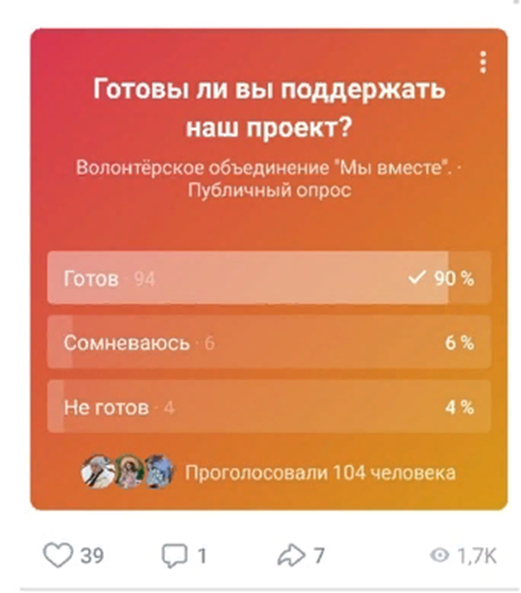 Готовы ли вы поддержать
наш проект?
Волонтёрское объединение "Мы вместе". ·
Публичный опрос
Готов · 94 90 %
Сомневаюсь · 6 6 %
Не готов · 4 4 %
Проголосовали 104 человека
39 1 7 1,7K